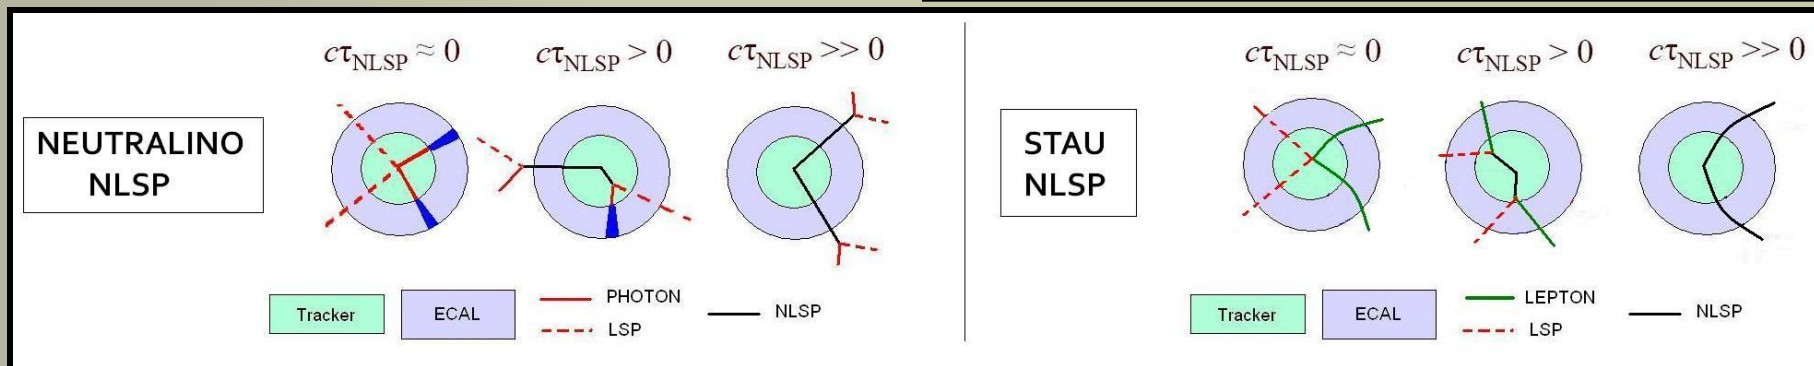 cτNLSP ≈ 0
cτNLSP > 0
cτNLSP >> 0
NEUTRALINO
NLSP
Tracker
ECAL
PHOTON
LSP
NLSP
cτNLSP ≈ 0
cτNLSP > 0
cτNLSP >> 0
STAU
NLSP
Tracker
ECAL
LEPTON
LSP
NLSP